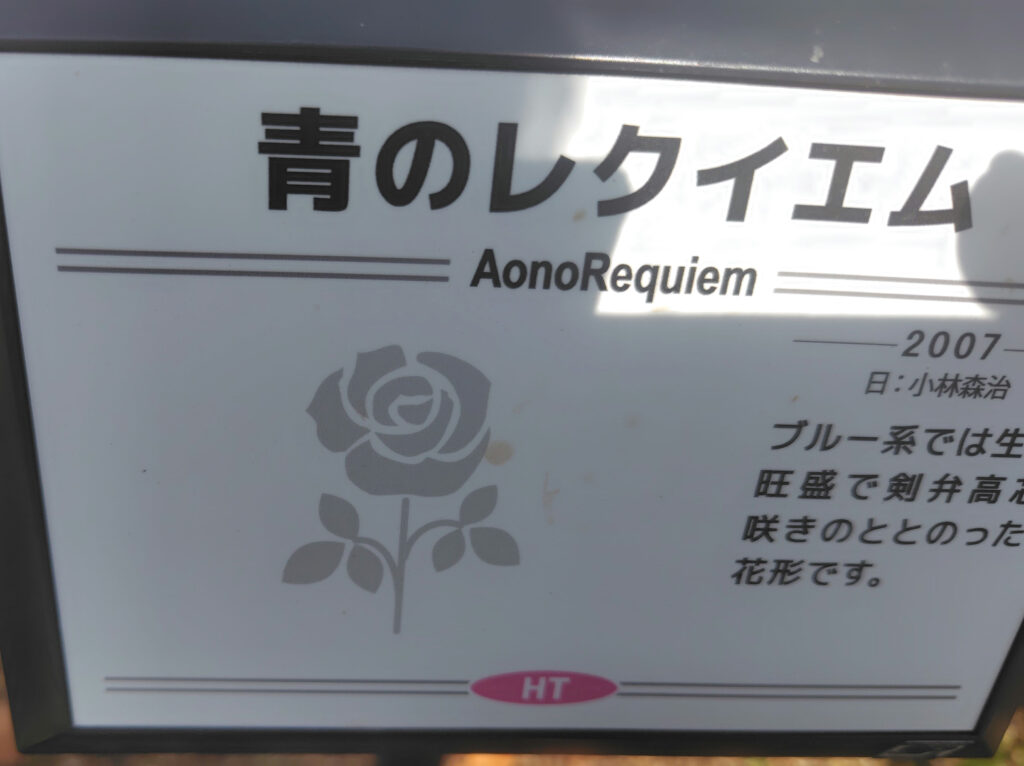 青のレクイエム
AonoRequiem
2007
日：小林森治
ブルー系では生
旺盛で剣弁高芯
咲きのととのった
花形です。
HT